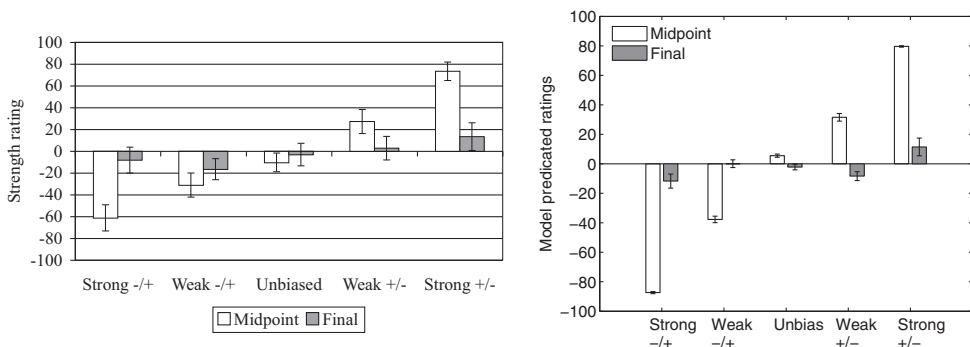 Strength rating
100
80
60
40
20
0
-20
-40
-60
-80
-100
Strong -/+ Weak -/+ Unbiased Weak +/- Strong +/-
Midpoint Final
Model predicated ratings
100
80
60
40
20
0
−20
−40
−60
−80
−100
Midpoint
Final
Strong Weak Unbias Weak Strong
−/+ −/+ +/− +/−